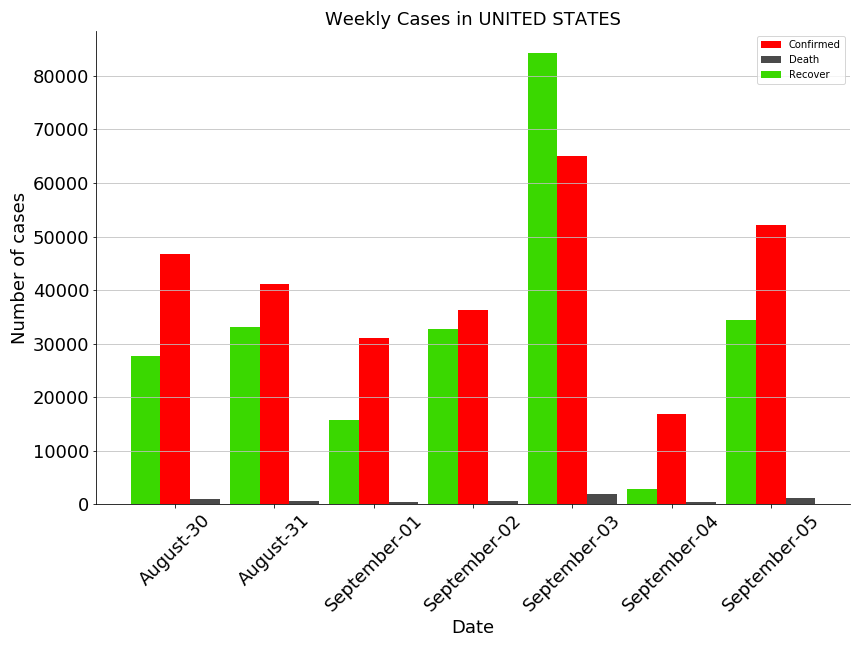 Weekly Cases in UNITED STATES
Confirmed
Death
Recover
Number of cases
80000
70000
60000
50000
40000
30000
20000
10000
0
August-30
August-31
September-01
September-02
September-03
September-04
September-05
Date